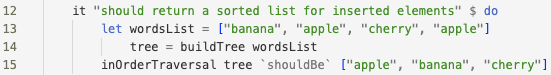 12 it "should return a sorted list for inserted elements" $ do
13 let wordsList = ["banana", "apple", "cherry", "apple"]
14 tree = buildTree wordsList
15 inOrderTraversal tree `shouldBe` ["apple", "banana", "cherry"]